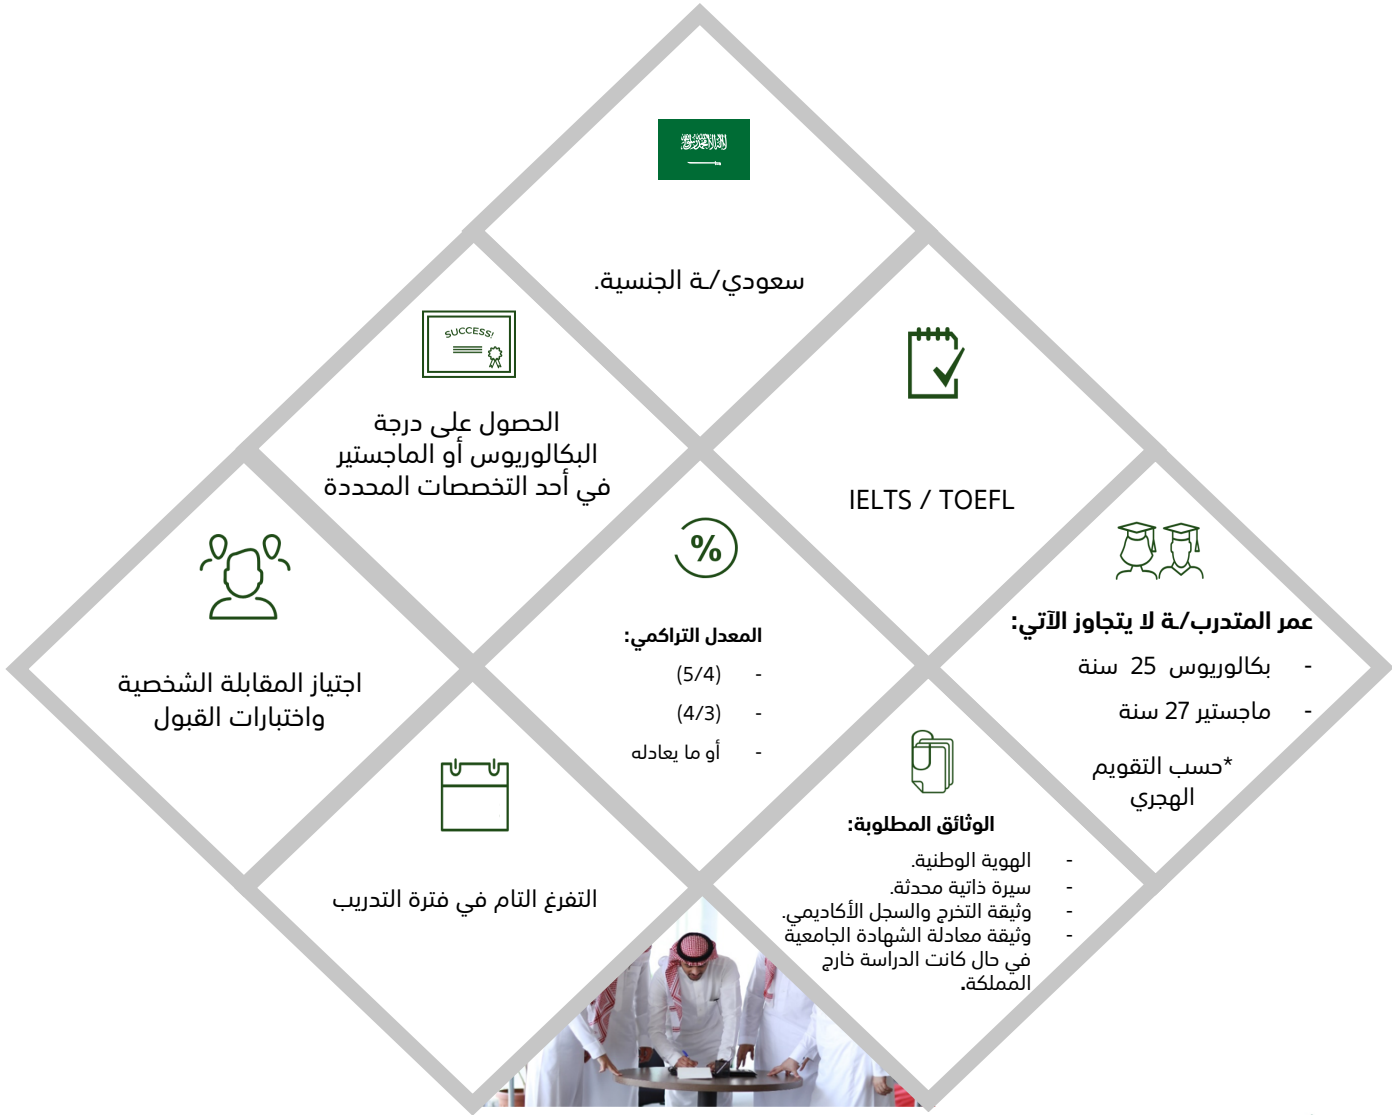 سعودي/ـة الجنسية.
SUCCESS!
الحصول على درجة
البكالوريوس أو الماجستير
في أحد التخصصات المحددة
IELTS / TOEFL
عمر المتدرب/ـة لا يتجاوز الآتي:
- بكالوريوس 25 سنة
- ماجستير 27 سنة
*حسب التقويم
الهجري
%
المعدل التراكمي:
- (5/4)
- (4/3)
- أو ما يعادله
اجتياز المقابلة الشخصية
واختبارات القبول
الوثائق المطلوبة:
- الهوية الوطنية.
- سيرة ذاتية محدثة.
- وثيقة التخرج والسجل الأكاديمي.
- وثيقة معادلة الشهادة الجامعية
في حال كانت الدراسة خارج
المملكة.
التفرغ التام في فترة التدريب